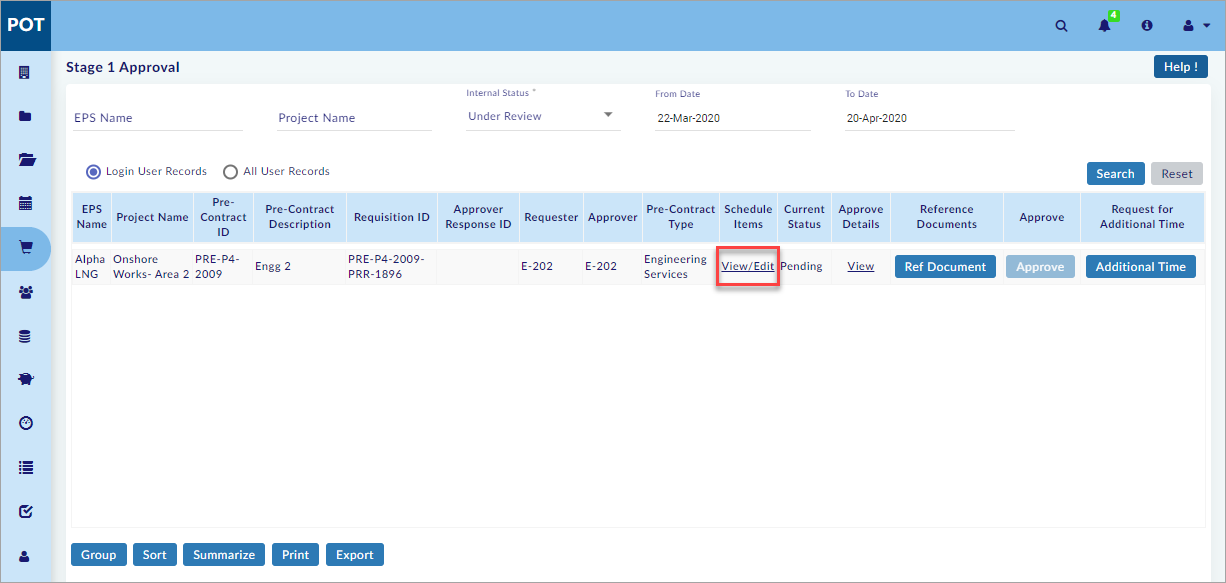 POT
4
Stage 1 Approval
Help !
Internal Status *
From Date
To Date
EPS Name
Project Name
Under Review
22-Mar-2020
20-Apr-2020
Login User Records
All User Records
Search
Reset
EPS
Name
Project Name
Pre-
Contract
ID
Pre-Contract
Description
Requisition ID
Approver
Response ID
Requester
Approver
Pre-Contract
Type
Schedule
Items
Current
Status
Approve
Details
Reference
Documents
Approve
Request for
Additional Time
Alpha
LNG
Onshore
Works- Area 2
PRE-P4-
2009
Engg 2
PRE-P4-2009-
PRR-1896
E-202
E-202
Engineering
Services
View/Edit
Pending
View
Ref Document
Approve
Additional Time
Group
Sort
Summarize
Print
Export